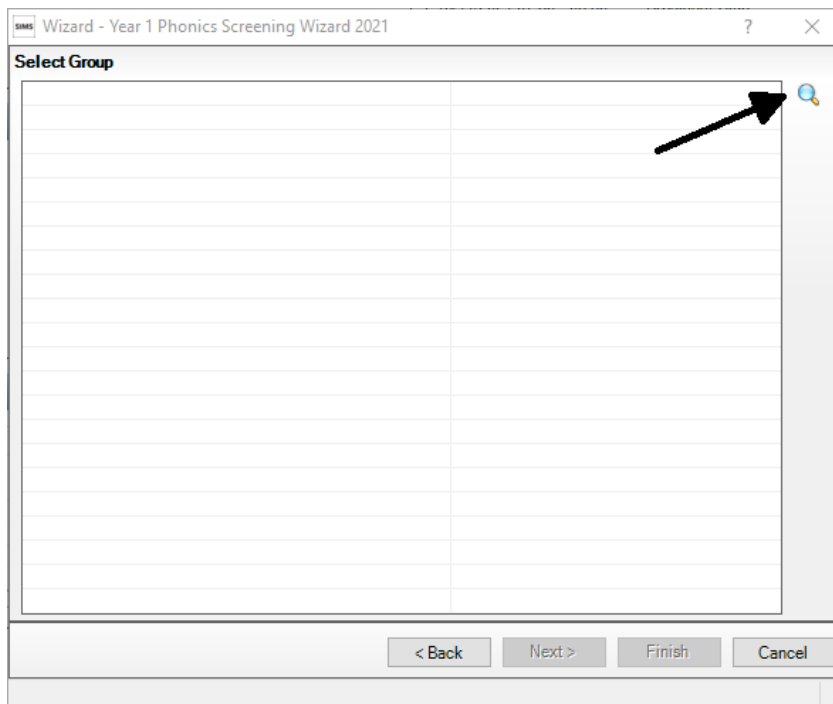 SIMS Wizard - Year 1 Phonics Screening Wizard 2021 ?
Select Group
< Back Next > Finish Cancel